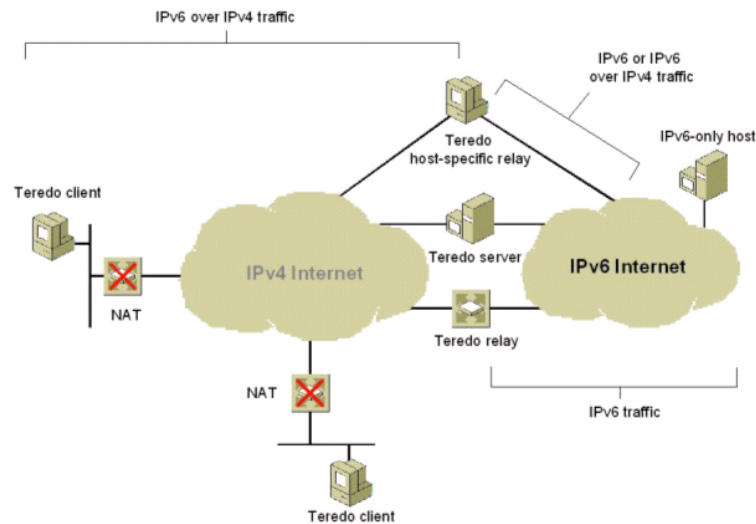 IPv6 over IPv4 traffic
IPv6 or IPv6
over IPv4 traffic
IPv6-only host
Teredo
host-specific relay
Teredo client
Teredo server
IPv4 Internet
IPv6 Internet
NAT
Teredo relay
NAT
IPv6 traffic
Teredo client